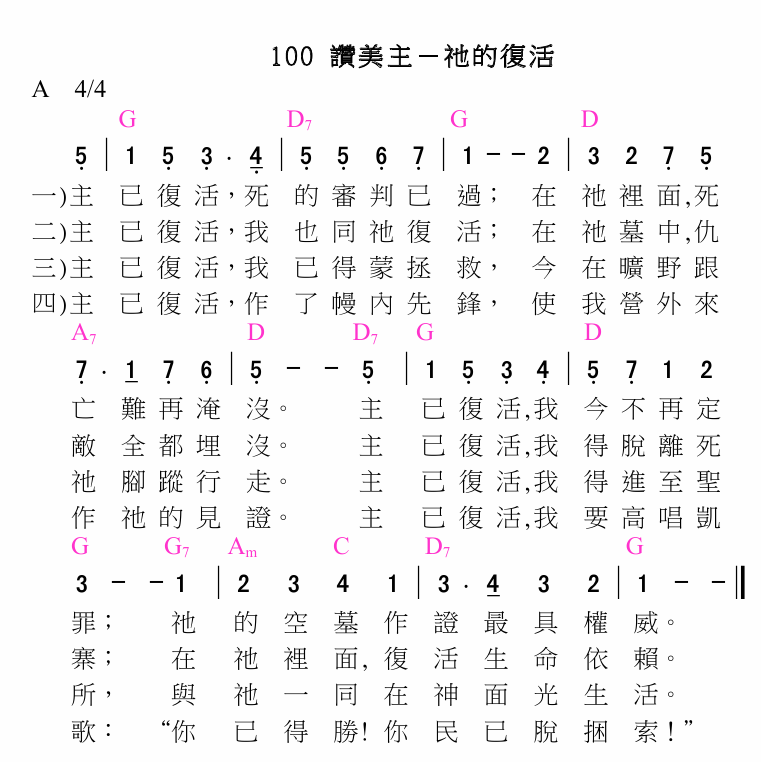 100 讚美主－祂的復活
A 4/4
G D7 G D
5 | 1 5 3 · 4 | 5 5 6 7 | 1 - - 2 | 3 2 7 5
一)主 已復活，死 的審判已 過； 在 祂裡面,死
二)主 已復活，我 也同祂復 活； 在 祂墓中,仇
三)主 已復活，我 已得蒙拯 救， 今 在曠野跟
四)主 已復活，作 了幔內先 鋒， 使 我營外來
A7 D D7 G D
7 · 1 7 6 | 5 - - 5 | 1 5 3 4 | 5 7 1 2
亡 難再淹 沒。 主 已復活,我 今不再定
敵 全都埋 沒。 主 已復活,我 得脫離死
祂 腳蹤行 走。 主 已復活,我 得進至聖
作 祂的見 證。 主 已復活,我 要高唱凱
G G7 Am C D7 G
3 - - 1 | 2 3 4 1 | 3 · 4 3 2 | 1 - - ‖
罪； 祂 的空墓作 證最具權 威。
寨； 在 祂裡面,復 活生命依 賴。
所， 與 祂一同在 神面光生 活。
歌： “你 已得勝!你 民已脫捆 索!”